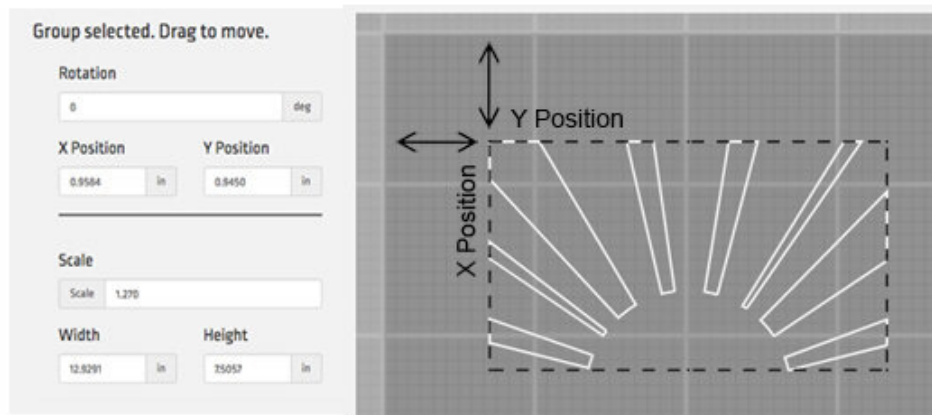 Group selected. Drag to move.
Rotation
0 deg
X Position Y Position
0.9584 in 0.9450 in
Scale
Scale 1.270
Width Height
12.9291 in 7.5057 in
Y Position
X Position